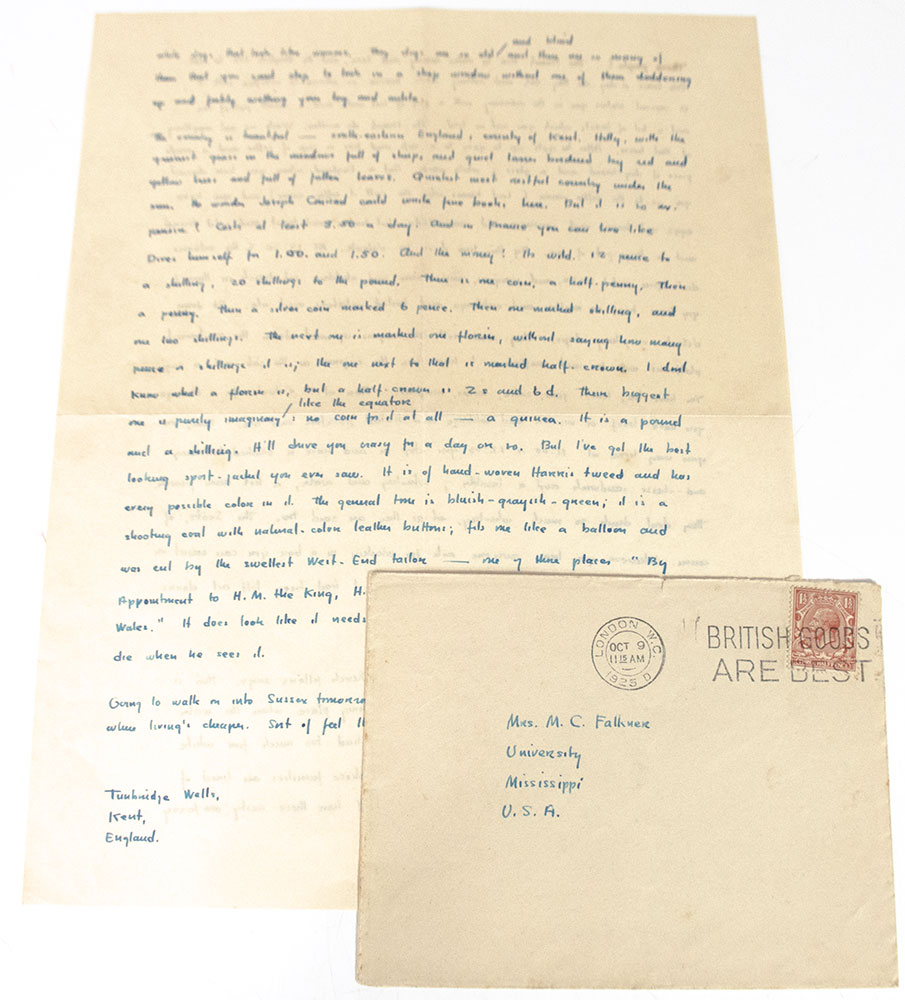 and blind
with dogs that look like worms. They dogs are so old and there are so many of
them that you cant stop to look in a shop window without one of them doddering
up and feebly wetting your leg and ankle.
The country is beautiful — south-eastern England, county of Kent. Hilly, with the
greenest grass in the meadows full of sheep, and quiet lanes bordered by red and
yellow trees and full of fallen leaves. Quietest most restful country under the
sun. No wonder Joseph Conrad could write fine books here. But it is so ex-
pensive! Costs at least 3.50 a day. And in France you can live like
Dives himself for 1.00 and 1.50. And the money! Its wild. 12 pence to
a shilling, 20 shillings to the pound. There is one coin, a half-penny. Then
a penny. Then a silver coin marked 6 pence. Then one marked shilling, and
one two shillings. The next one is marked one florin, without saying how many
pence or shillings it is; the one next to that is marked half-crown. I dont
know what a florin is, but a half-crown is 2s and 6d. Their biggest
like the equator
one is purely imaginary; no coin for it at all — a guinea. It is a pound
and a shilling. It'll drive you crazy for a day or so. But I've got the best
looking sport-jacket you ever saw. It is of hand-woven Harris tweed and has
every possible color in it. The general tone is bluish-grayish-green; it is a
shooting coat with natural-color leather buttons; fits me like a balloon and
was cut by the swellest West-End tailor — one of these places "By
Appointment to H. M. the King, H.
Wales." It does look like it needs
die when he sees it.
Going to walk on into Sussex
when living's cheaper. Sort of feel
Tunbridge Wells,
Kent,
England.
LONDON. W.C.
OCT 9
11 15 AM
1925
BRITISH GOODS
ARE BEST
1½ 1½
Mrs. M. C. Falkner
University
Mississippi
U. S. A.